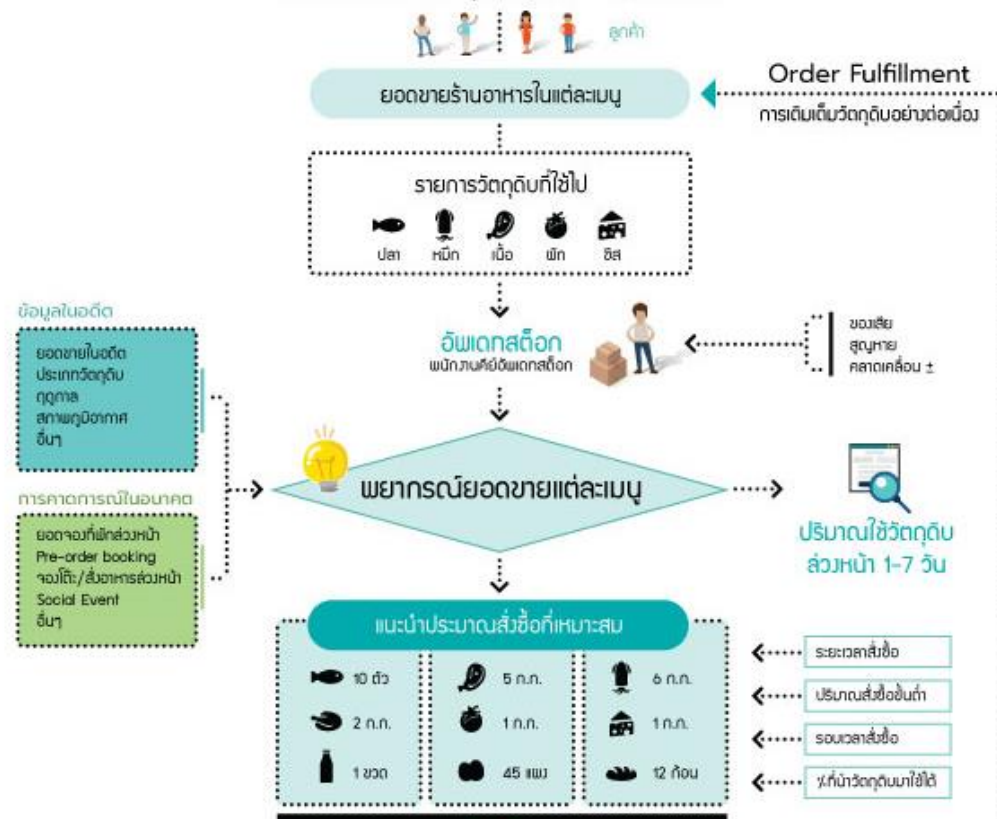 ลูกค้า
ยอดขายร้านอาหารในแต่ละเมนู
Order Fulfillment
การเติมเต็มวัตถุดิบอย่างต่อเนื่อง
รายการวัตถุดิบที่ใช้ไป
ปลา
หมึก
เนื้อ
ผัก
ชีส
อัพเดทสต็อก
พนักงานคีย์อัพเดทสต็อก
ของเสีย
สูญหาย
คลาดเคลื่อน ±
ข้อมูลในอดีต
ยอดขายในอดีต
ประเภทวัตถุดิบ
ฤดูกาล
สภาพภูมิอากาศ
อื่นๆ
การคาดการณ์ในอนาคต
ยอดจองที่พักล่วงหน้า
Pre-order booking
จองโต๊ะ/สั่งอาหารล่วงหน้า
Social Event
อื่นๆ
พยากรณ์ยอดขายแต่ละเมนู
ปริมาณใช้วัตถุดิบ
ล่วงหน้า 1-7 วัน
แนะนำประมาณสั่งซื้อที่เหมาะสม
10 ตัว
5 ก.ก.
6 ก.ก.
2 ก.ก.
1 ก.ก.
1 ก.ก.
1 ขวด
45 แผง
12 ก้อน
ระยะเวลาสั่งซื้อ
ปริมาณสั่งซื้อขั้นต่ำ
รอบเวลาสั่งซื้อ
%ที่นำวัตถุดิบมาใช้ได้